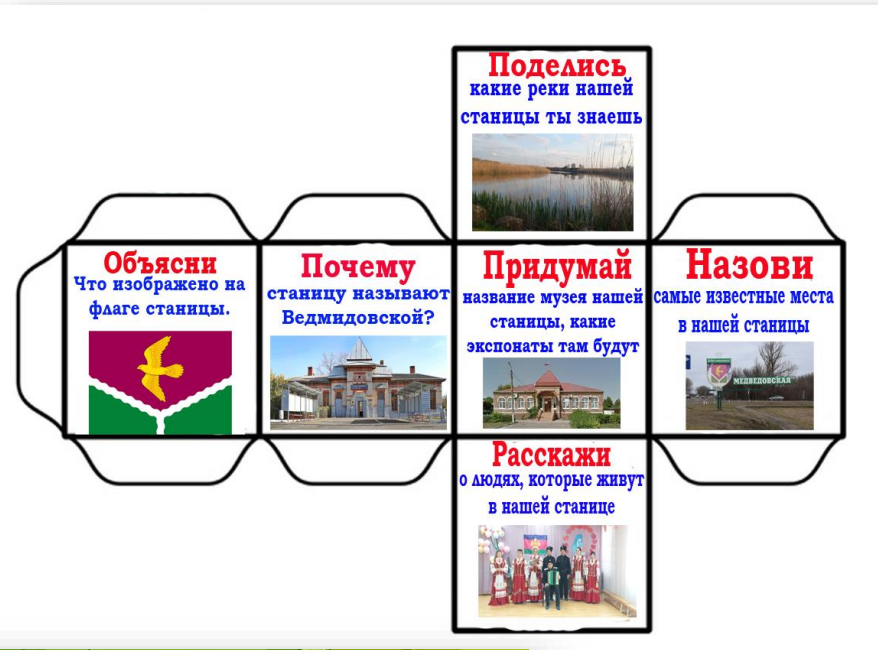 Поделись
какие реки нашей
станицы ты знаешь
Объясни
Что изображено на
флаге станицы.
Почему
станицу называют
Ведмидовской?
Придумай
название музея нашей
станицы, какие
экспонаты там будут
Назови
самые известные места
в нашей станицы
МЕДВЕДОВСКАЯ
Расскажи
о людях, которые живут
в нашей станице